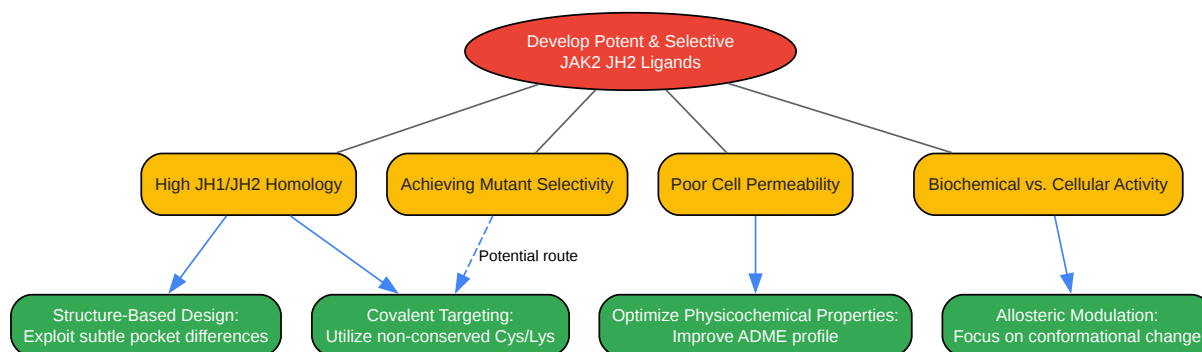 Develop Potent & Selective
JAK2 JH2 Ligands
High JH1/JH2 Homology
Achieving Mutant Selectivity
Poor Cell Permeability
Biochemical vs. Cellular Activity
Potential route
Structure-Based Design:
Exploit subtle pocket differences
Covalent Targeting:
Utilize non-conserved Cys/Lys
Optimize Physicochemical Properties:
Improve ADME profile
Allosteric Modulation:
Focus on conformational change